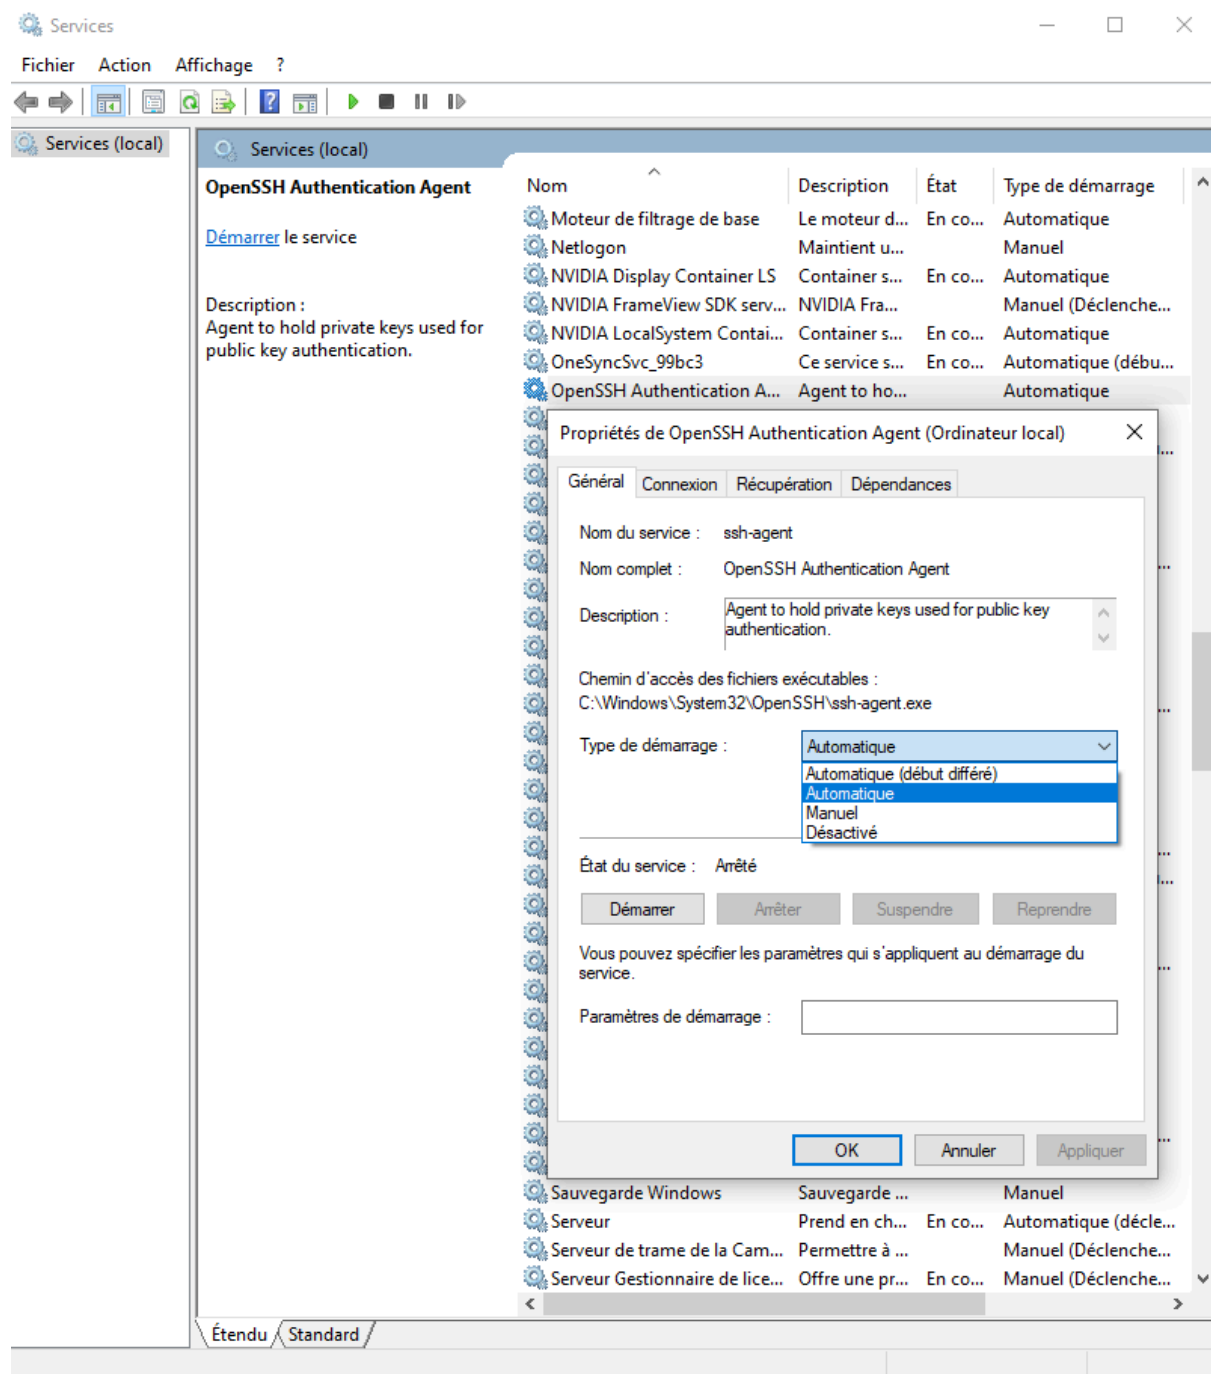 Services
Fichier Action Affichage ?
Services (local)
Services (local)
OpenSSH Authentication Agent
Démarrer le service
Description :
Agent to hold private keys used for
public key authentication.
Nom Description État Type de démarrage
Moteur de filtrage de base Le moteur d... En co... Automatique
Netlogon Maintient u... Manuel
NVIDIA Display Container LS Container s... En co... Automatique
NVIDIA FrameView SDK serv... NVIDIA Fra... Manuel (Déclenche...
NVIDIA LocalSystem Contai... Container s... En co... Automatique
OneSyncSvc_99bc3 Ce service s... En co... Automatique (débu...
OpenSSH Authentication A... Agent to ho... Automatique
Propriétés de OpenSSH Authentication Agent (Ordinateur local)
Général Connexion Récupération Dépendances
Nom du service : ssh-agent
Nom complet : OpenSSH Authentication Agent
Description : Agent to hold private keys used for public key
authentication.
Chemin d'accès des fichiers exécutables :
C:\Windows\System32\OpenSSH\ssh-agent.exe
Type de démarrage : Automatique
Automatique (début différé)
Automatique
Manuel
Désactivé
État du service : Arrêté
Démarrer Arrêter Suspendre Reprendre
Vous pouvez spécifier les paramètres qui s'appliquent au démarrage du
service.
Paramètres de démarrage :
OK Annuler Appliquer
Sauvegarde Windows Sauvegarde ... Manuel
Serveur Prend en ch... En co... Automatique (décle...
Serveur de trame de la Cam... Permettre à ... Manuel (Déclenche...
Serveur Gestionnaire de lice... Offre une pr... En co... Manuel (Déclenche...
Étendu Standard